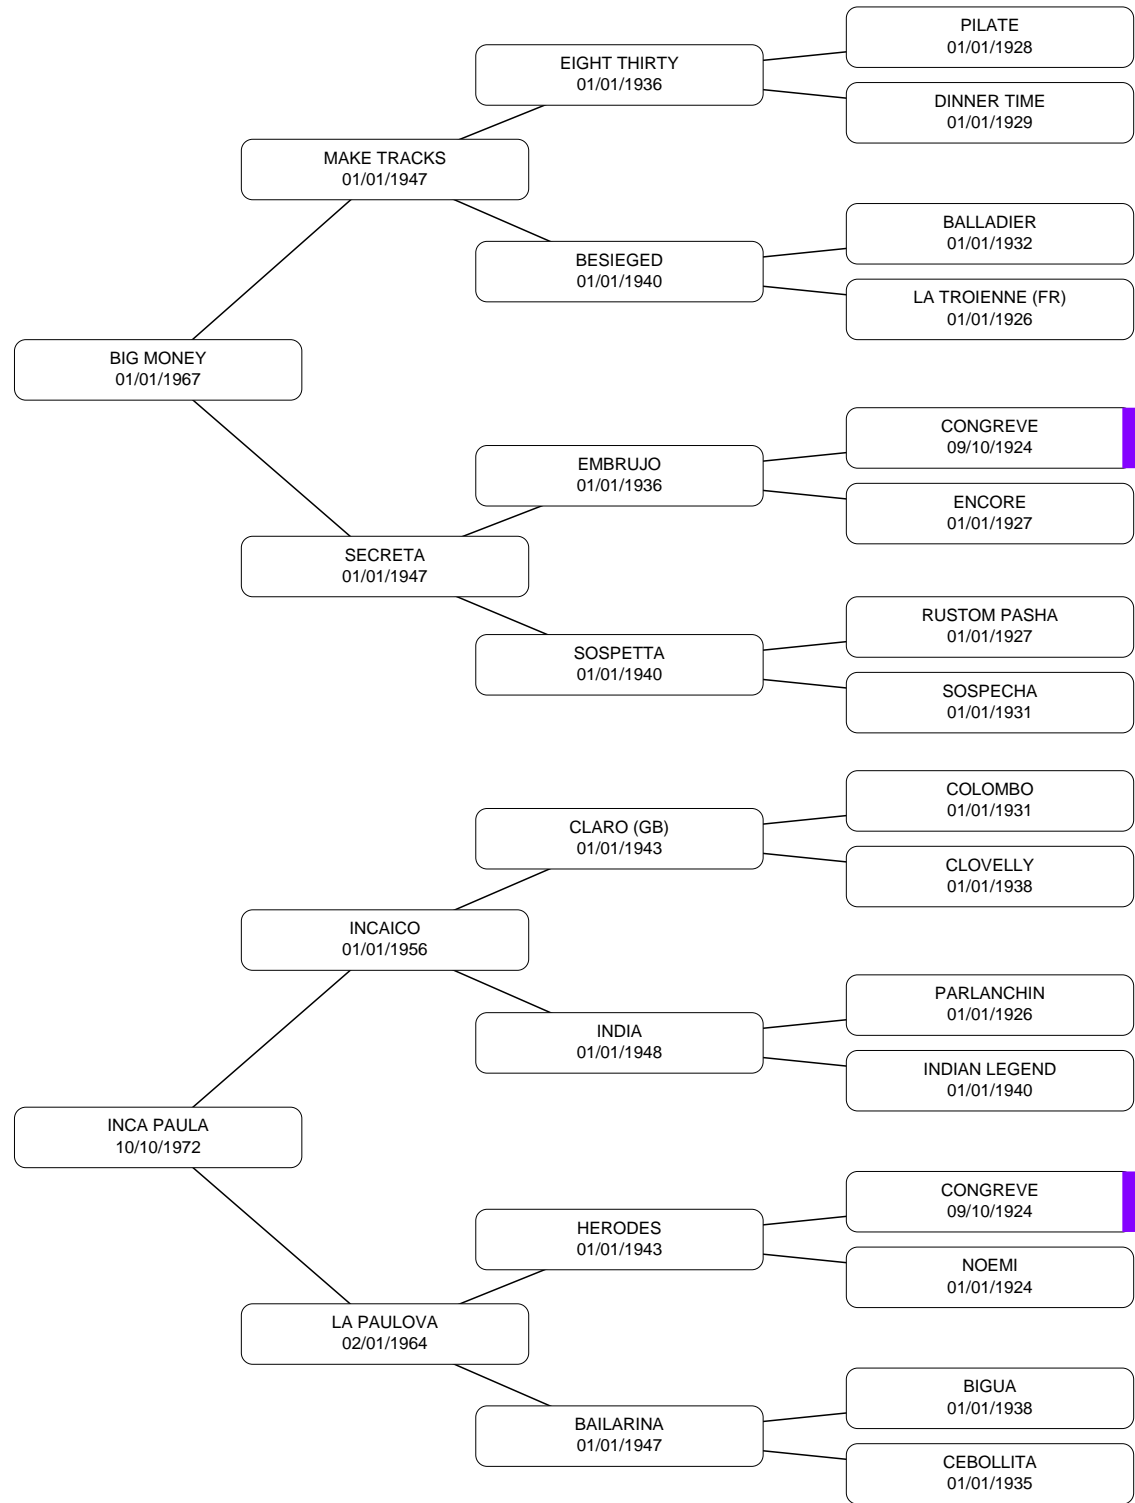 PILATE
01/01/1928
EIGHT THIRTY
01/01/1936
DINNER TIME
01/01/1929
MAKE TRACKS
01/01/1947
BALLADIER
01/01/1932
BESIEGED
01/01/1940
LA TROIENNE (FR)
01/01/1926
BIG MONEY
01/01/1967
CONGREVE
09/10/1924
EMBRUJO
01/01/1936
ENCORE
01/01/1927
SECRETA
01/01/1947
RUSTOM PASHA
01/01/1927
SOSPETTA
01/01/1940
SOSPECHA
01/01/1931
COLOMBO
01/01/1931
CLARO (GB)
01/01/1943
CLOVELLY
01/01/1938
INCAICO
01/01/1956
PARLANCHIN
01/01/1926
INDIA
01/01/1948
INDIAN LEGEND
01/01/1940
INCA PAULA
10/10/1972
CONGREVE
09/10/1924
HERODES
01/01/1943
NOEMI
01/01/1924
LA PAULOVA
02/01/1964
BIGUA
01/01/1938
BAILARINA
01/01/1947
CEBOLLITA
01/01/1935